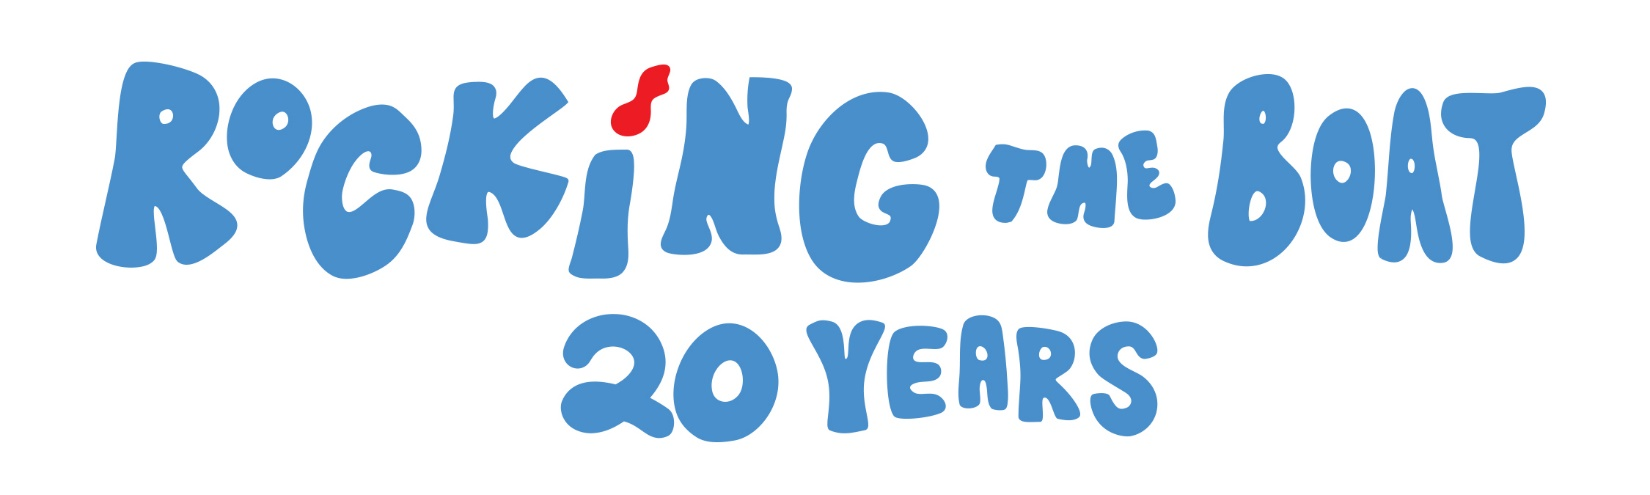 ROCKiNG THE BOAT
20 YEARS